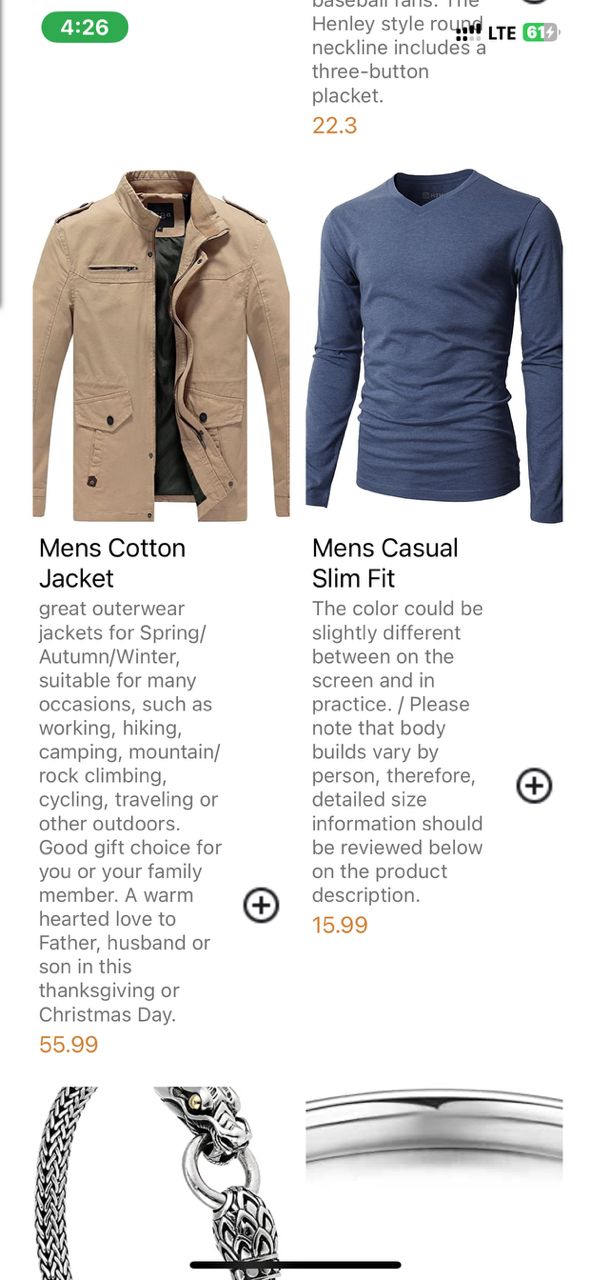 4:26
LTE 61
baseball fans. The
Henley style round
neckline includes a
three-button
placket.
22.3
Mens Cotton
Jacket
great outerwear
jackets for Spring/
Autumn/Winter,
suitable for many
occasions, such as
working, hiking,
camping, mountain/
rock climbing,
cycling, traveling or
other outdoors.
Good gift choice for
you or your family
member. A warm
hearted love to
Father, husband or
son in this
thanksgiving or
Christmas Day.
55.99
Mens Casual
Slim Fit
The color could be
slightly different
between on the
screen and in
practice. / Please
note that body
builds vary by
person, therefore,
detailed size
information should
be reviewed below
on the product
description.
15.99